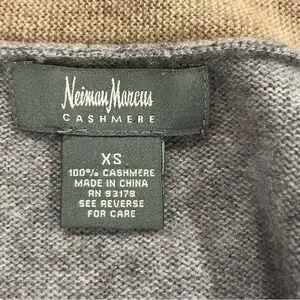 Neiman Marcus
CASHMERE
XS
100% CASHMERE
MADE IN CHINA
RN 93178
SEE REVERSE
FOR CARE